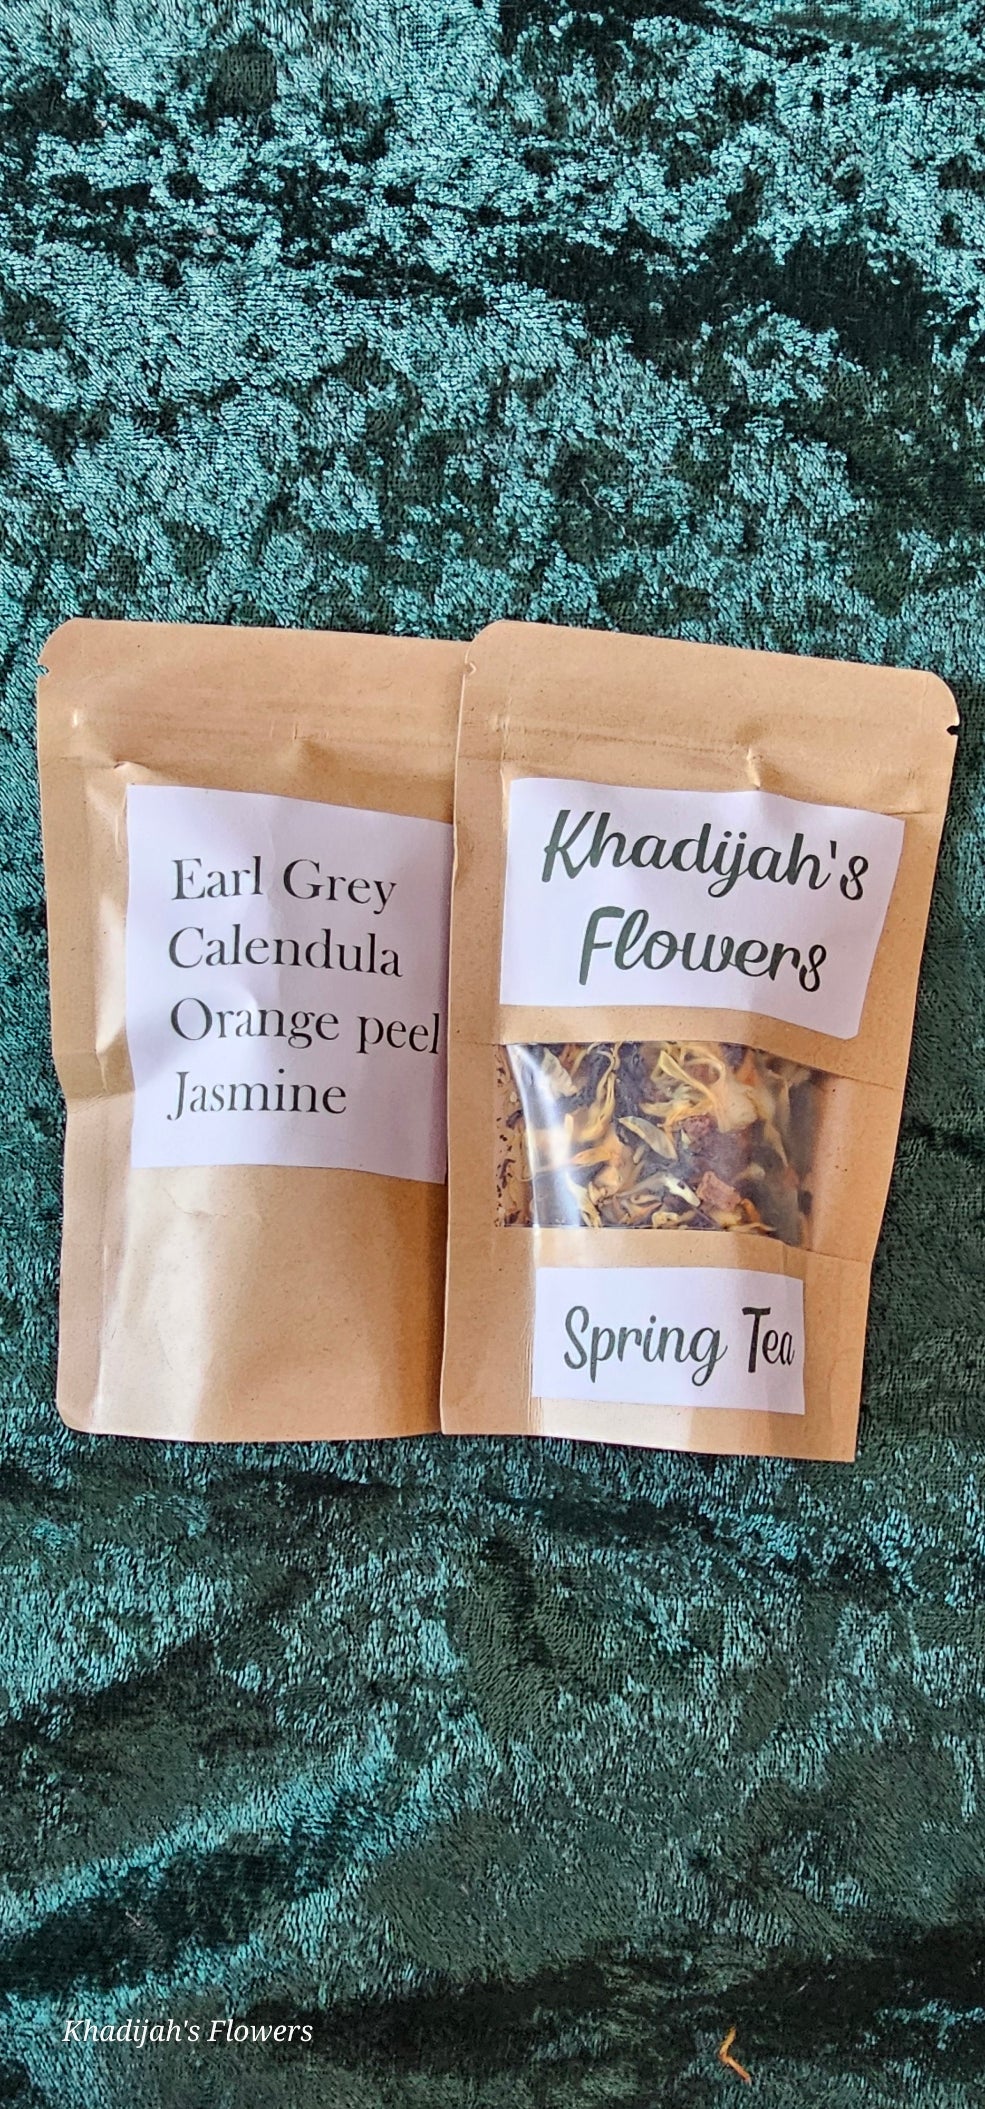 Earl Grey
Calendula
Orange peel
Jasmine
Khadijah's
Flowers
Spring Tea
Khadijah's Flowers